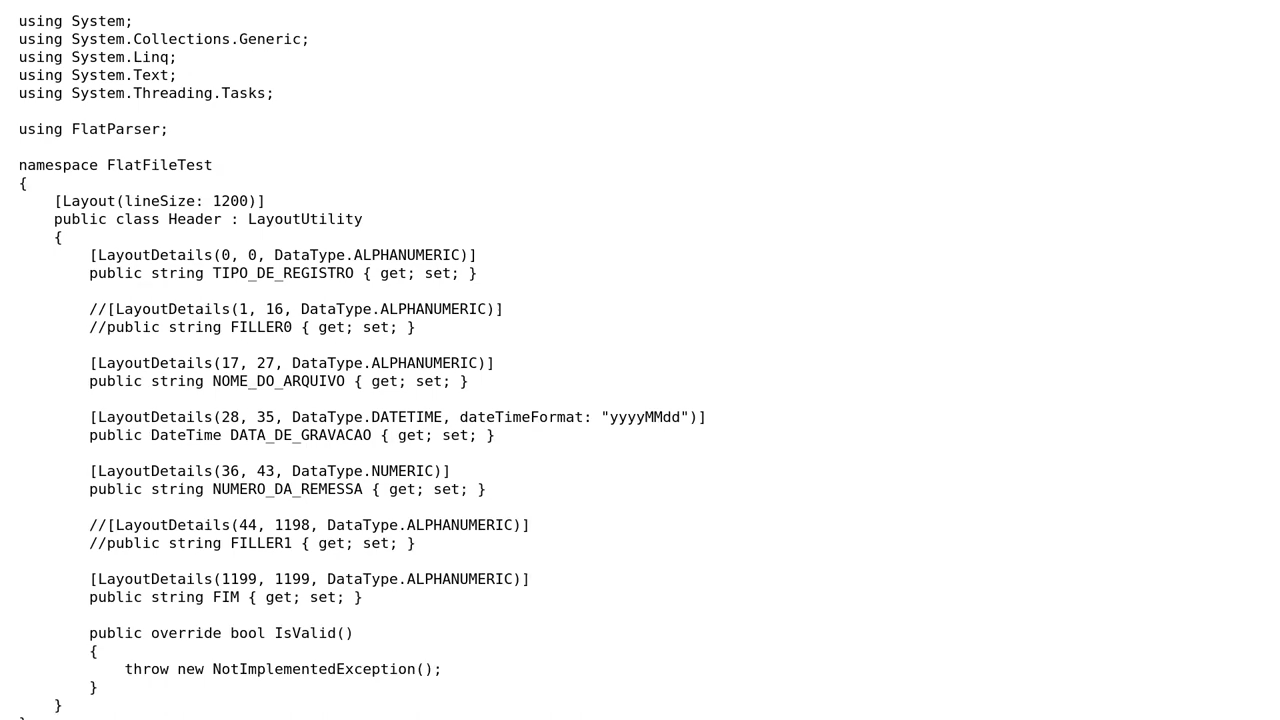 using System;
using System.Collections.Generic;
using System.Linq;
using System.Text;
using System.Threading.Tasks;

using FlatParser;

namespace FlatFileTest
{
    [Layout(lineSize: 1200)]
    public class Header : LayoutUtility
    {
        [LayoutDetails(0, 0, DataType.ALPHANUMERIC)]
        public string TIPO_DE_REGISTRO { get; set; }

        //[LayoutDetails(1, 16, DataType.ALPHANUMERIC)]
        //public string FILLER0 { get; set; }

        [LayoutDetails(17, 27, DataType.ALPHANUMERIC)]
        public string NOME_DO_ARQUIVO { get; set; }

        [LayoutDetails(28, 35, DataType.DATETIME, dateTimeFormat: "yyyyMMdd")]
        public DateTime DATA_DE_GRAVACAO { get; set; }

        [LayoutDetails(36, 43, DataType.NUMERIC)]
        public string NUMERO_DA_REMESSA { get; set; }

        //[LayoutDetails(44, 1198, DataType.ALPHANUMERIC)]
        //public string FILLER1 { get; set; }

        [LayoutDetails(1199, 1199, DataType.ALPHANUMERIC)]
        public string FIM { get; set; }

        public override bool IsValid()
        {
            throw new NotImplementedException();
        }
    }
}